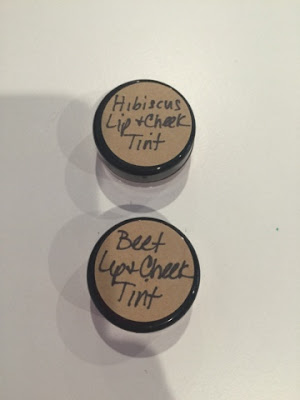 Hibiscus
Lip + Cheek
Tint
Beet
Lip + Cheek
Tint